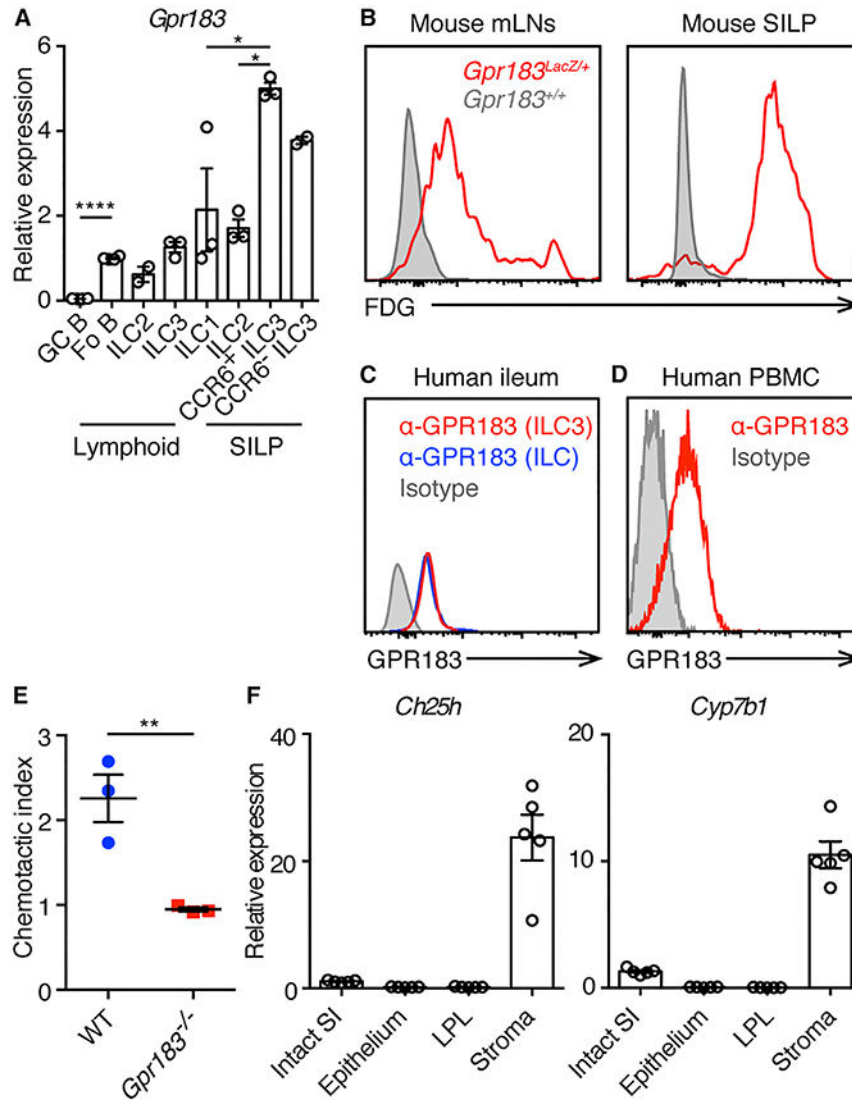 A
Gpr183
Relative expression
6
4
2
0
****
*
*
GC B
Fo B
ILC2
ILC3
ILC1
ILC2
CCR6+ ILC3
CCR6- ILC3
Lymphoid
SILP
B
Mouse mLNs
Mouse SILP
Gpr183LacZ/+
Gpr183+/+
FDG
C
Human ileum
α-GPR183 (ILC3)
α-GPR183 (ILC)
Isotype
GPR183
D
Human PBMC
α-GPR183
Isotype
GPR183
E
**
Chemotactic index
3
2
1
0
WT
Gpr183-/-
F
Ch25h
Relative expression
40
20
0
Intact SI
Epithelium
LPL
Stroma
Cyp7b1
20
10
0
Intact SI
Epithelium
LPL
Stroma